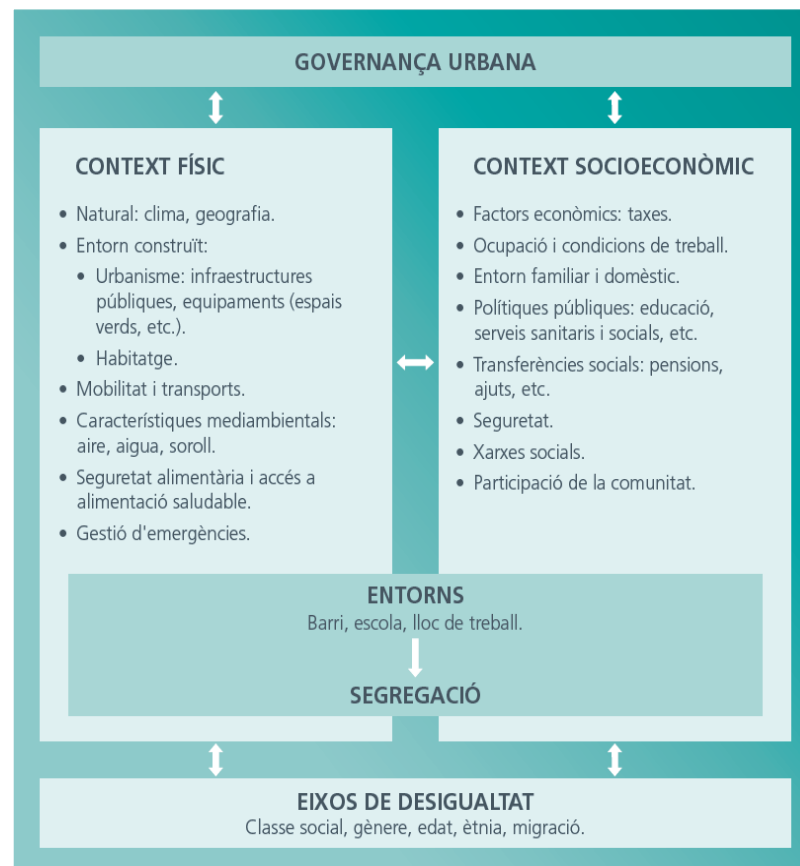 GOVERNANÇA URBANA
CONTEXT FÍSIC
• Natural: clima, geografia.
• Entorn construït:
• Urbanisme: infraestructures
públiques, equipaments (espais
verds, etc.).
• Habitatge.
• Mobilitat i transports.
• Característiques mediambientals:
aire, aigua, soroll.
• Seguretat alimentària i accés a
alimentació saludable.
• Gestió d'emergències.
CONTEXT SOCIOECONÒMIC
• Factors econòmics: taxes.
• Ocupació i condicions de treball.
• Entorn familiar i domèstic.
• Polítiques públiques: educació,
serveis sanitaris i socials, etc.
• Transferències socials: pensions,
ajuts, etc.
• Seguretat.
• Xarxes socials.
• Participació de la comunitat.
ENTORNS
Barri, escola, lloc de treball.
SEGREGACIÓ
EIXOS DE DESIGUALTAT
Classe social, gènere, edat, ètnia, migració.